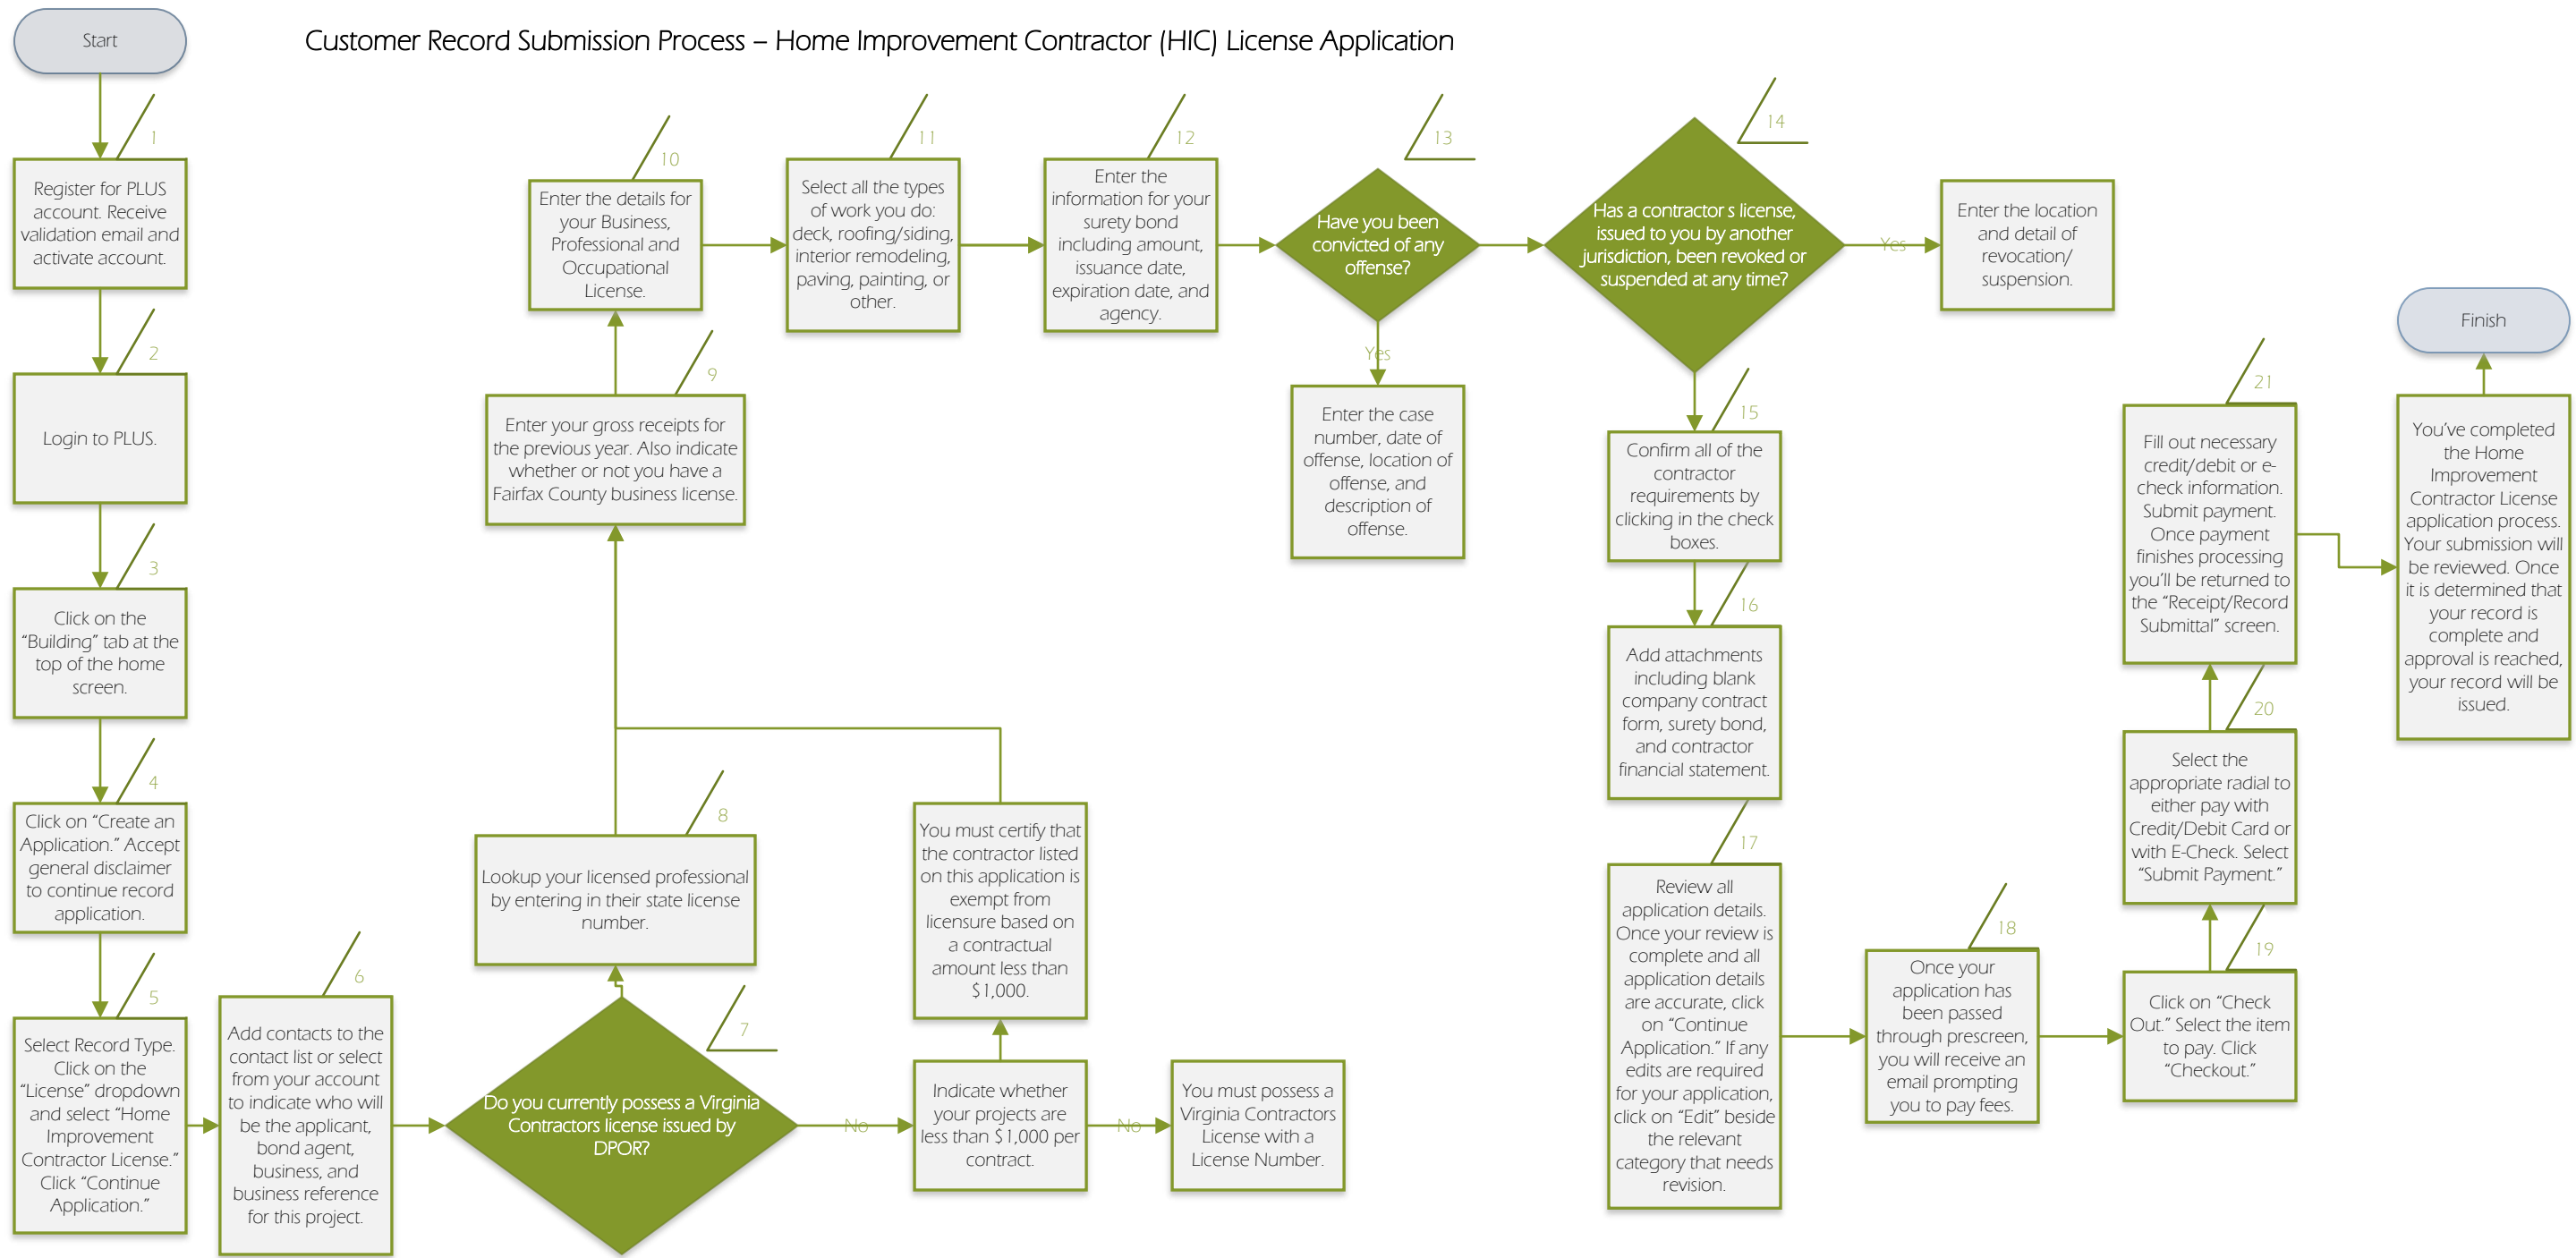 Start
Customer Record Submission Process – Home Improvement Contractor (HIC) License Application
1
Register for PLUS
account. Receive
validation email and
activate account.
2
Login to PLUS.
3
Click on the
“Building” tab at the
top of the home
screen.
4
Click on “Create an
Application.” Accept
general disclaimer
to continue record
application.
5
Select Record Type.
Click on the
“License” dropdown
and select “Home
Improvement
Contractor License.”
Click “Continue
Application.”
6
Add contacts to the
contact list or select
from your account
to indicate who will
be the applicant,
bond agent,
business, and
business reference
for this project.
7
Do you currently possess a Virginia
Contractors license issued by
DPOR?
No
Indicate whether
your projects are
less than $1,000 per
contract.
No
You must possess a
Virginia Contractors
License with a
License Number.
You must certify that
the contractor listed
on this application is
exempt from
licensure based on
a contractual
amount less than
$1,000.
8
Lookup your licensed professional
by entering in their state license
number.
9
Enter your gross receipts for
the previous year. Also indicate
whether or not you have a
Fairfax County business license.
10
Enter the details for
your Business,
Professional and
Occupational
License.
11
Select all the types
of work you do:
deck, roofing/siding,
interior remodeling,
paving, painting, or
other.
12
Enter the
information for your
surety bond
including amount,
issuance date,
expiration date, and
agency.
13
Have you been
convicted of any
offense?
Yes
Enter the case
number, date of
offense, location of
offense, and
description of
offense.
14
Has a contractor s license,
issued to you by another
jurisdiction, been revoked or
suspended at any time?
Yes
Enter the location
and detail of
revocation/
suspension.
15
Confirm all of the
contractor
requirements by
clicking in the check
boxes.
16
Add attachments
including blank
company contract
form, surety bond,
and contractor
financial statement.
17
Review all
application details.
Once your review is
complete and all
application details
are accurate, click
on “Continue
Application.” If any
edits are required
for your application,
click on “Edit” beside
the relevant
category that needs
revision.
18
Once your
application has
been passed
through prescreen,
you will receive an
email prompting
you to pay fees.
19
Click on “Check
Out.” Select the item
to pay. Click
“Checkout.”
20
Select the
appropriate radial to
either pay with
Credit/Debit Card or
with E-Check. Select
“Submit Payment.”
21
Fill out necessary
credit/debit or e-
check information.
Submit payment.
Once payment
finishes processing
you’ll be returned to
the “Receipt/Record
Submittal” screen.
You’ve completed
the Home
Improvement
Contractor License
application process.
Your submission will
be reviewed. Once
it is determined that
your record is
complete and
approval is reached,
your record will be
issued.
Finish